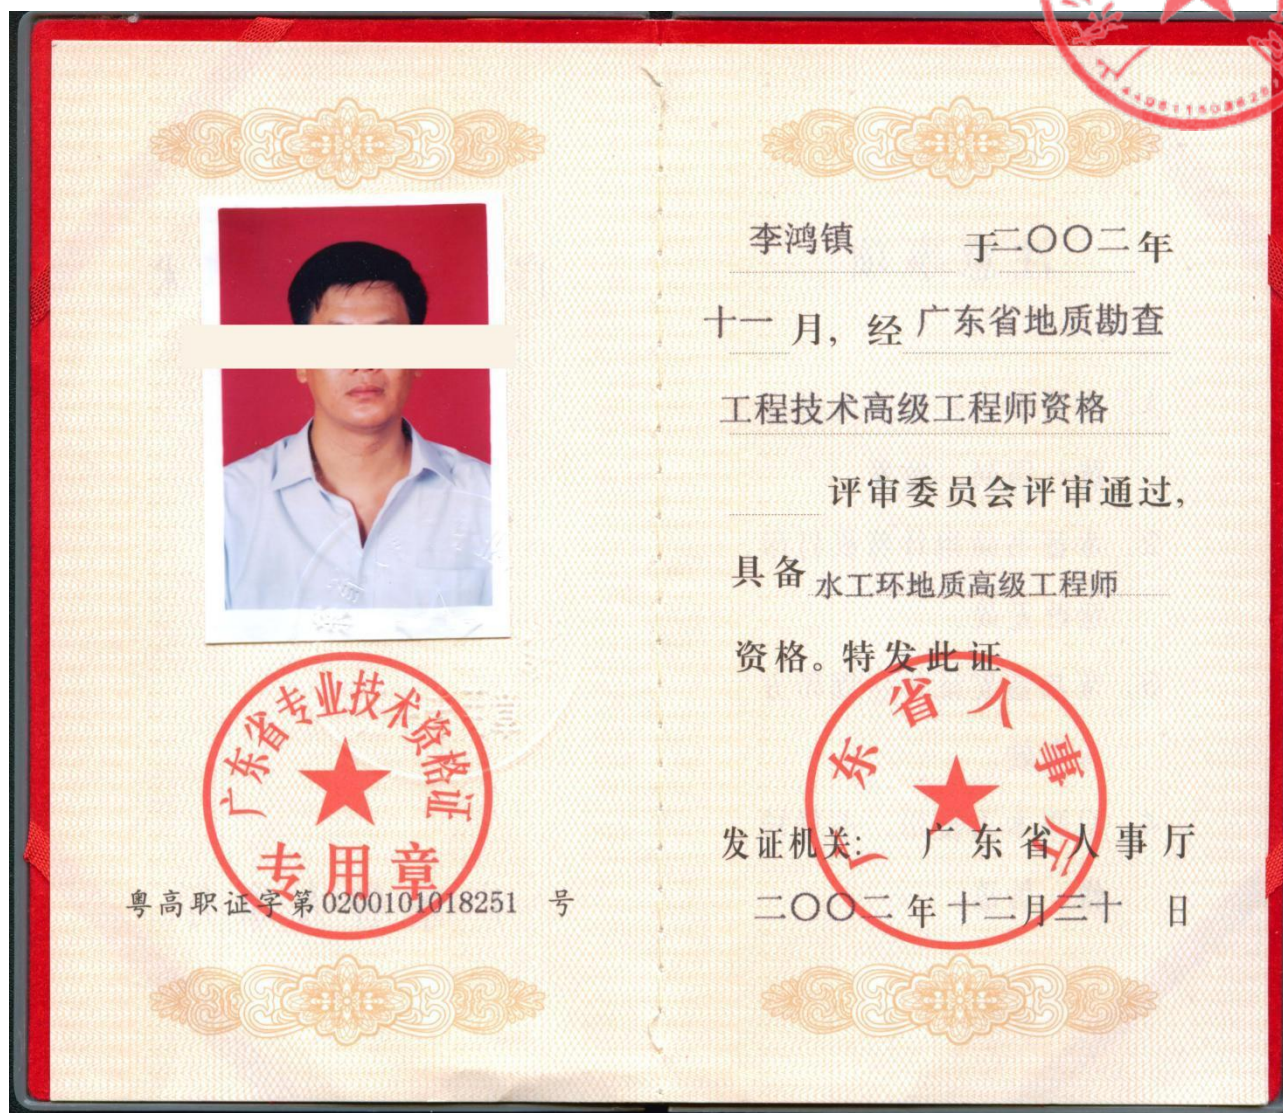 广东省专业技术资格证
专用章
粤高职证字第0200101018251 号
李鸿镇 于二〇〇二年
十一月，经广东省地质勘查
工程技术高级工程师资格
评审委员会评审通过，
具备水工环地质高级工程师
资格。特发此证
广东省人事厅
发证机关： 广东省人事厅
二〇〇二年十二月三十 日